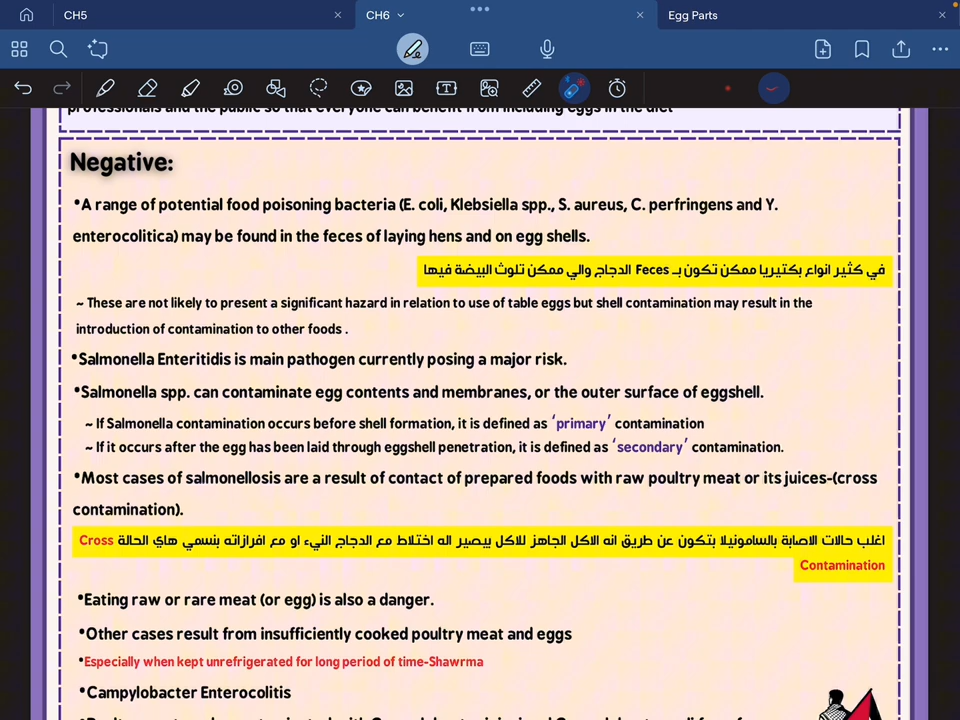 CH5
CH6
Egg Parts
professionals and the public so that everyone can benefit from including eggs in the diet
Negative:
•A range of potential food poisoning bacteria (E. coli, Klebsiella spp., S. aureus, C. perfringens and Y.
enterocolitica) may be found in the feces of laying hens and on egg shells.
في كثير انواع بكتيريا ممكن تكون بـ Feces الدجاج والي ممكن تلوث البيضة فيها
~ These are not likely to present a significant hazard in relation to use of table eggs but shell contamination may result in the
introduction of contamination to other foods .
•Salmonella Enteritidis is main pathogen currently posing a major risk.
•Salmonella spp. can contaminate egg contents and membranes, or the outer surface of eggshell.
~ If Salmonella contamination occurs before shell formation, it is defined as 'primary' contamination
~ If it occurs after the egg has been laid through eggshell penetration, it is defined as 'secondary' contamination.
•Most cases of salmonellosis are a result of contact of prepared foods with raw poultry meat or its juices-(cross
contamination).
اغلب حالات الاصابة بالسامونيلا بتكون عن طريق انه الاكل الجاهز للاكل بيصير اله اختلاط مع الدجاج النيء او مع افرازاته بنسمي هاي الحالة Cross
Contamination
•Eating raw or rare meat (or egg) is also a danger.
•Other cases result from insufficiently cooked poultry meat and eggs
•Especially when kept unrefrigerated for long period of time-Shawrma
•Campylobacter Enterocolitis